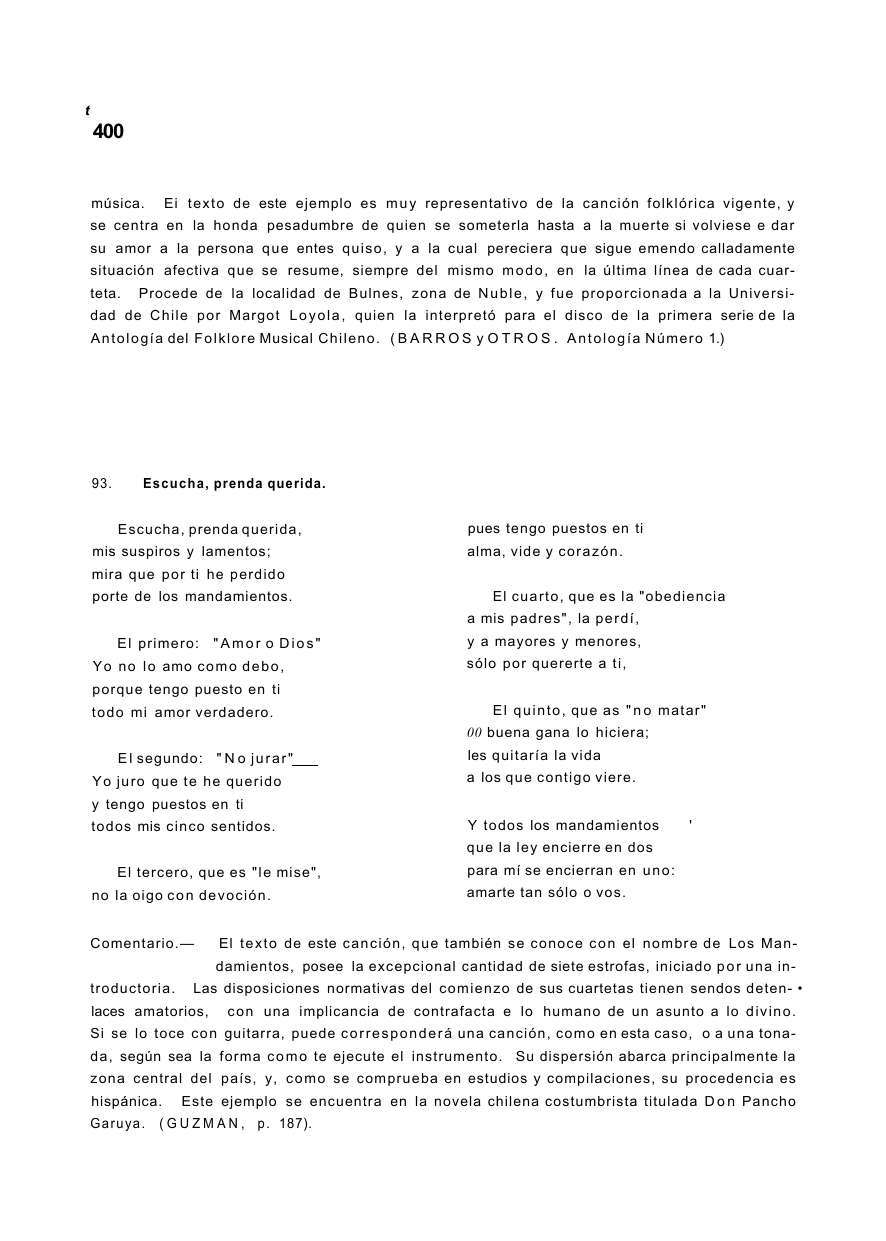 t
400
música. Ei texto de este ejemplo es muy representativo de la canción folklórica vigente, y
se centra en la honda pesadumbre de quien se someterla hasta a la muerte si volviese e dar
su amor a la persona que entes quiso, y a la cual pereciera que sigue emendo calladamente
situación afectiva que se resume, siempre del mismo modo, en la última línea de cada cuar-
teta. Procede de la localidad de Bulnes, zona de Nuble, y fue proporcionada a la Universi-
dad de Chile por Margot Loyola, quien la interpretó para el disco de la primera serie de la
Antología del Folklore Musical Chileno. (BARROS y OTROS. Antología Número 1.)
93. Escucha, prenda querida.
Escucha, prenda querida,
mis suspiros y lamentos;
mira que por ti he perdido
porte de los mandamientos.
El primero: "Amor o Dios"
Yo no lo amo como debo,
porque tengo puesto en ti
todo mi amor verdadero.
El segundo: "No jurar"___
Yo juro que te he querido
y tengo puestos en ti
todos mis cinco sentidos.
El tercero, que es "le mise",
no la oigo con devoción.
pues tengo puestos en ti
alma, vide y corazón.
El cuarto, que es la "obediencia
a mis padres", la perdí,
y a mayores y menores,
sólo por quererte a ti,
El quinto, que as "no matar"
00 buena gana lo hiciera;
les quitaría la vida
a los que contigo viere.
Y todos los mandamientos '
que la ley encierre en dos
para mí se encierran en uno:
amarte tan sólo o vos.
Comentario.— El texto de este canción, que también se conoce con el nombre de Los Man-
damientos, posee la excepcional cantidad de siete estrofas, iniciado por una in-
troductoria. Las disposiciones normativas del comienzo de sus cuartetas tienen sendos deten- •
laces amatorios, con una implicancia de contrafacta e lo humano de un asunto a lo divino.
Si se lo toce con guitarra, puede corresponderá una canción, como en esta caso, o a una tona-
da, según sea la forma como te ejecute el instrumento. Su dispersión abarca principalmente la
zona central del país, y, como se comprueba en estudios y compilaciones, su procedencia es
hispánica. Este ejemplo se encuentra en la novela chilena costumbrista titulada Don Pancho
Garuya. (GUZMAN, p. 187).